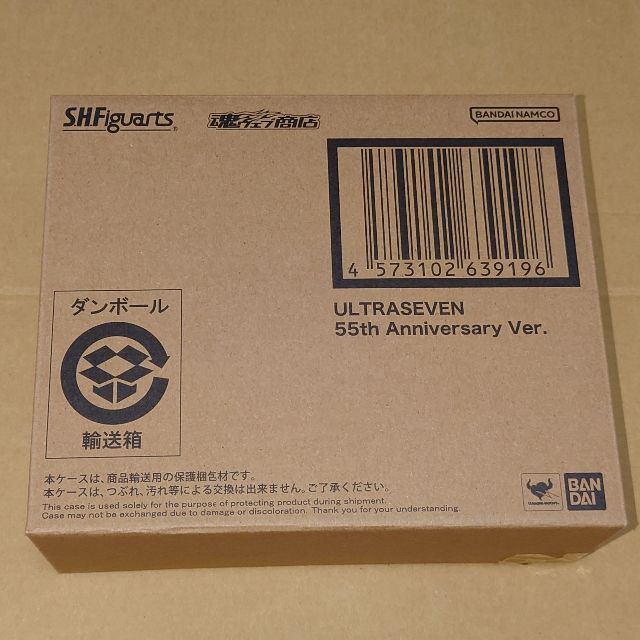 S.H.Figuarts
魂ウェブ商店
BANDAI NAMCO
4 573102 639196
ULTRASEVEN
55th Anniversary Ver.
ダンボール
輸送箱
本ケースは、商品輸送用の保護梱包材です。
本ケースは、つぶれ、汚れ等による交換は出来ません。ご了承ください。
This case is used solely for the purpose of protecting product during shipment.
Case may not be exchanged due to damage or discoloration. Thank you for your understanding.
BAN
DAI